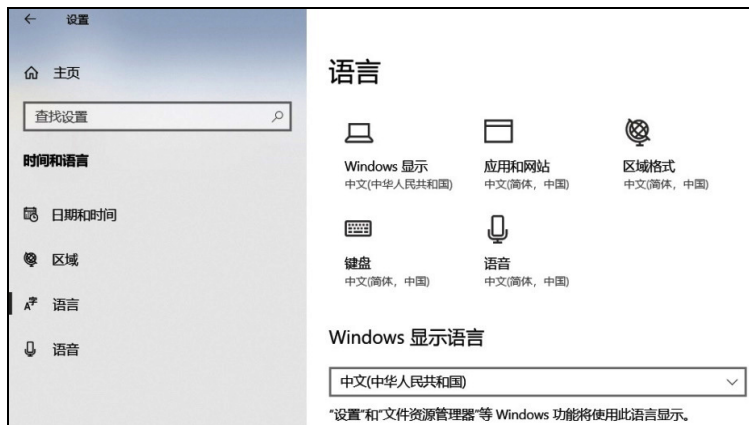 设置
主页
查找设置
时间和语言
日期和时间
区域
语言
语音
语言
Windows 显示
中文(中华人民共和国)
应用和网站
中文(简体，中国)
区域格式
中文(简体，中国)
键盘
中文(简体，中国)
语音
中文(简体，中国)
Windows 显示语言
中文(中华人民共和国)
"设置"和"文件资源管理器"等 Windows 功能将使用此语言显示。